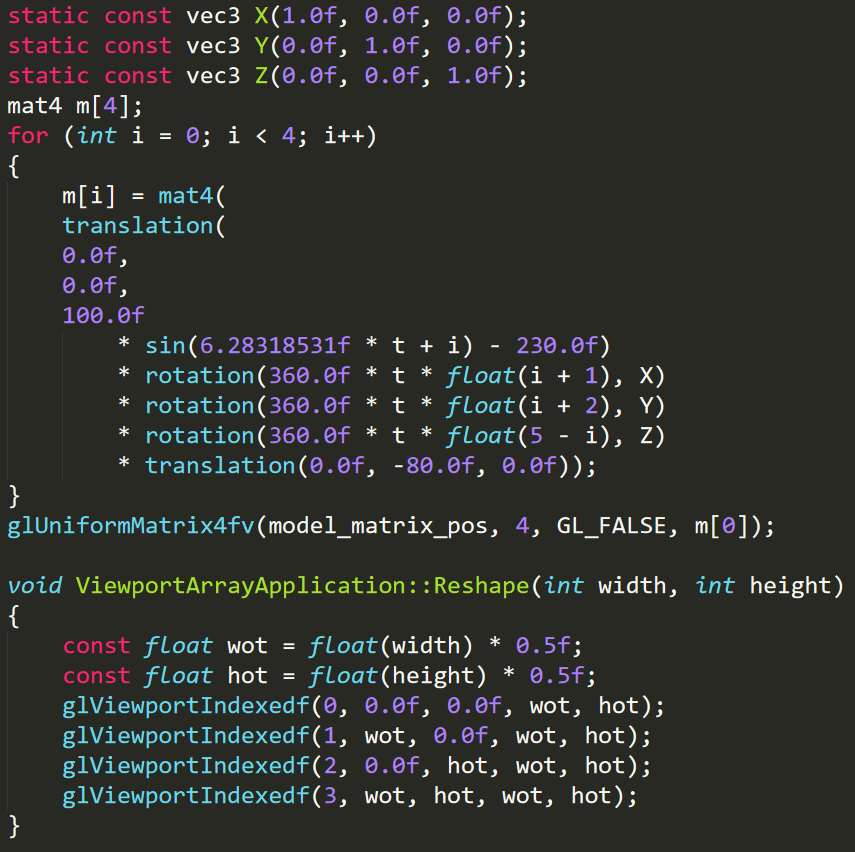 static const vec3 X(1.0f, 0.0f, 0.0f);
static const vec3 Y(0.0f, 1.0f, 0.0f);
static const vec3 Z(0.0f, 0.0f, 1.0f);
mat4 m[4];
for (int i = 0; i < 4; i++)
{
    m[i] = mat4(
    translation(
    0.0f,
    0.0f,
    100.0f
        * sin(6.28318531f * t + i) - 230.0f)
        * rotation(360.0f * t * float(i + 1), X)
        * rotation(360.0f * t * float(i + 2), Y)
        * rotation(360.0f * t * float(5 - i), Z)
        * translation(0.0f, -80.0f, 0.0f));
}
glUniformMatrix4fv(model_matrix_pos, 4, GL_FALSE, m[0]);

void ViewportArrayApplication::Reshape(int width, int height)
{
    const float wot = float(width) * 0.5f;
    const float hot = float(height) * 0.5f;
    glViewportIndexedf(0, 0.0f, 0.0f, wot, hot);
    glViewportIndexedf(1, wot, 0.0f, wot, hot);
    glViewportIndexedf(2, 0.0f, hot, wot, hot);
    glViewportIndexedf(3, wot, hot, wot, hot);
}